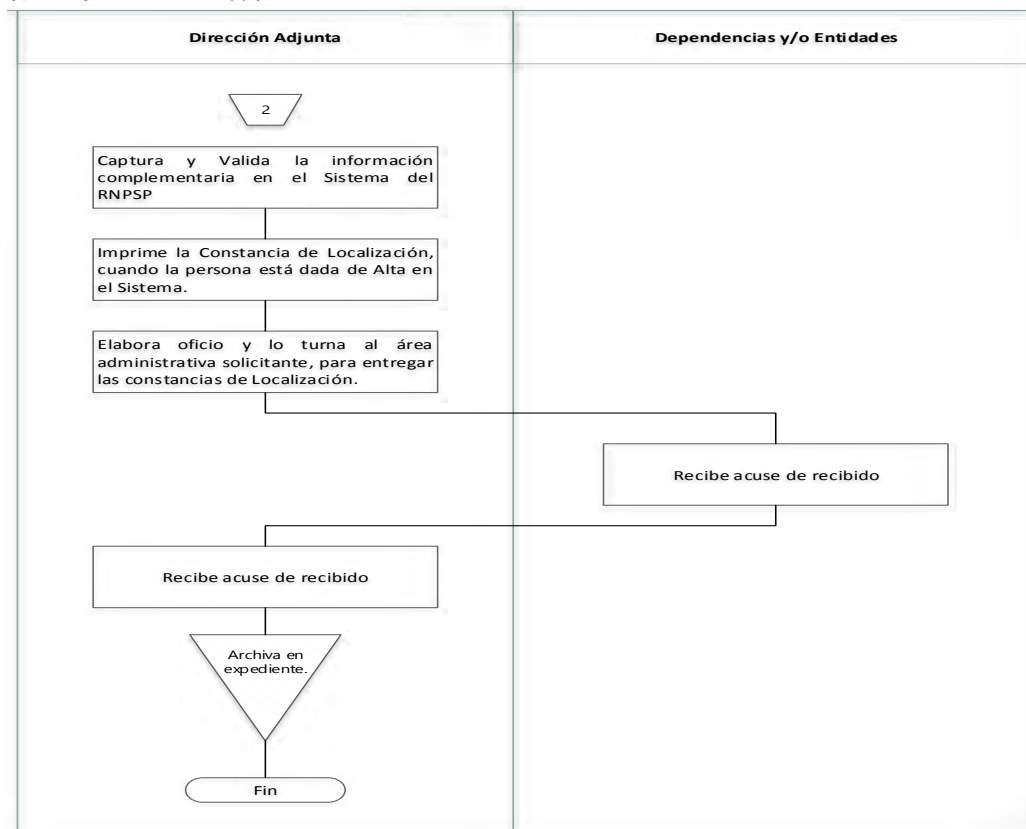 Dirección Adjunta
Dependencias y/o Entidades
2
Captura y Valida la información
complementaria en el Sistema del
RNPSP
Imprime la Constancia de Localización,
cuando la persona está dada de Alta en
el Sistema.
Elabora oficio y lo turna al área
administrativa solicitante, para entregar
las constancias de Localización.
Recibe acuse de recibido
Recibe acuse de recibido
Archiva en
expediente.
Fin